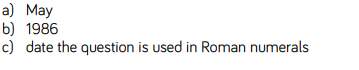 a) May
b) 1986
c) date the question is used in Roman numerals